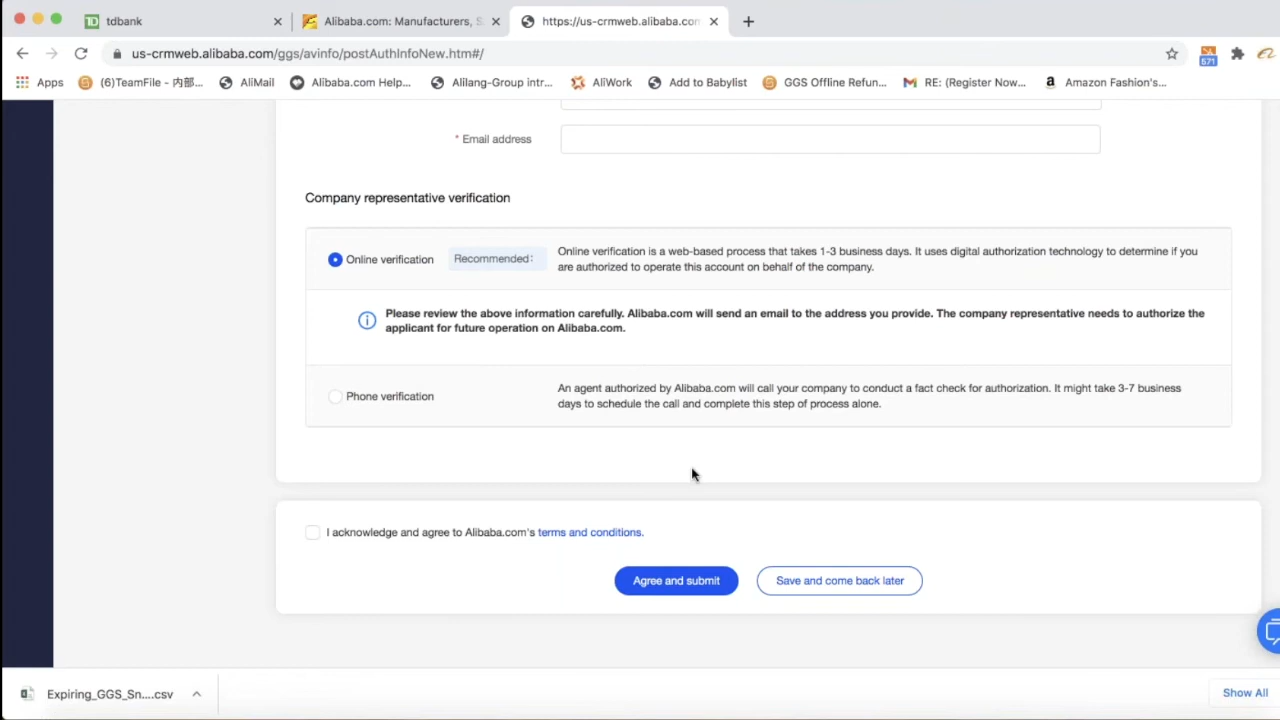 tdbank
Alibaba.com: Manufacturers, S
https://us-crmweb.alibaba.con
us-crmweb.alibaba.com/ggs/avinfo/postAuthInfoNew.htm#/
571
Apps
(6)TeamFile - 内部...
AliMail
Alibaba.com Help...
Alilang-Group intr...
AliWork
Add to Babylist
GGS Offline Refun...
RE: (Register Now...
Amazon Fashion's...
* Email address
Company representative verification
Online verification
Recommended:
Online verification is a web-based process that takes 1-3 business days. It uses digital authorization technology to determine if you
are authorized to operate this account on behalf of the company.
Please review the above information carefully. Alibaba.com will send an email to the address you provide. The company representative needs to authorize the
applicant for future operation on Alibaba.com.
Phone verification
An agent authorized by Alibaba.com will call your company to conduct a fact check for authorization. It might take 3-7 business
days to schedule the call and complete this step of process alone.
I acknowledge and agree to Alibaba.com's terms and conditions.
Agree and submit
Save and come back later
Expiring_GGS_Sn....csv
Show All